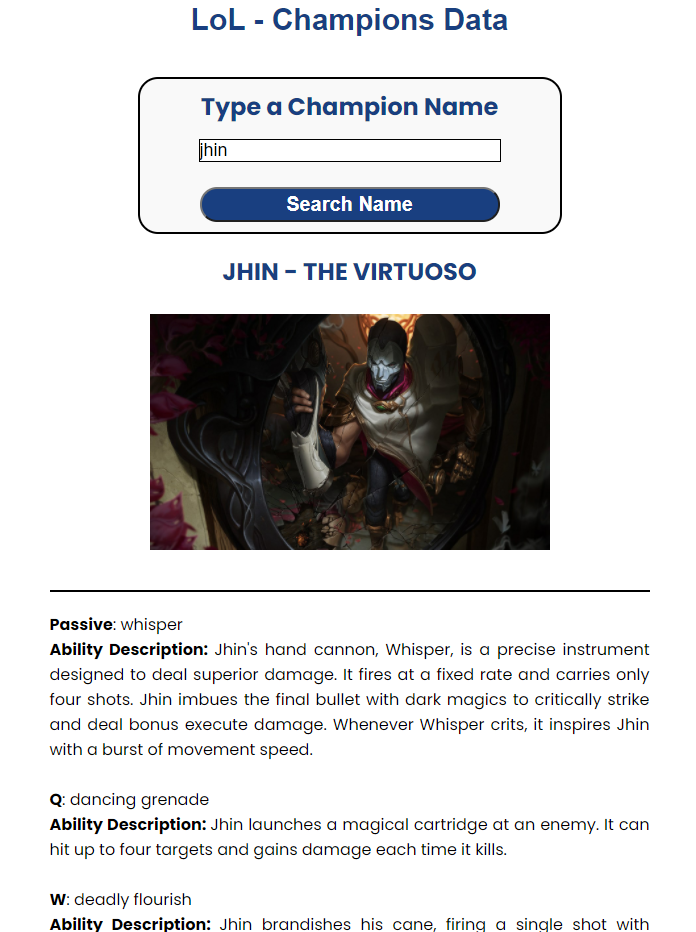 LoL - Champions Data
Type a Champion Name
jhin
Search Name
JHIN - THE VIRTUOSO
Passive: whisper
Ability Description: Jhin's hand cannon, Whisper, is a precise instrument
designed to deal superior damage. It fires at a fixed rate and carries only
four shots. Jhin imbues the final bullet with dark magics to critically strike
and deal bonus execute damage. Whenever Whisper crits, it inspires Jhin
with a burst of movement speed.
Q: dancing grenade
Ability Description: Jhin launches a magical cartridge at an enemy. It can
hit up to four targets and gains damage each time it kills.
W: deadly flourish
Ability Description: Jhin brandishes his cane, firing a single shot with